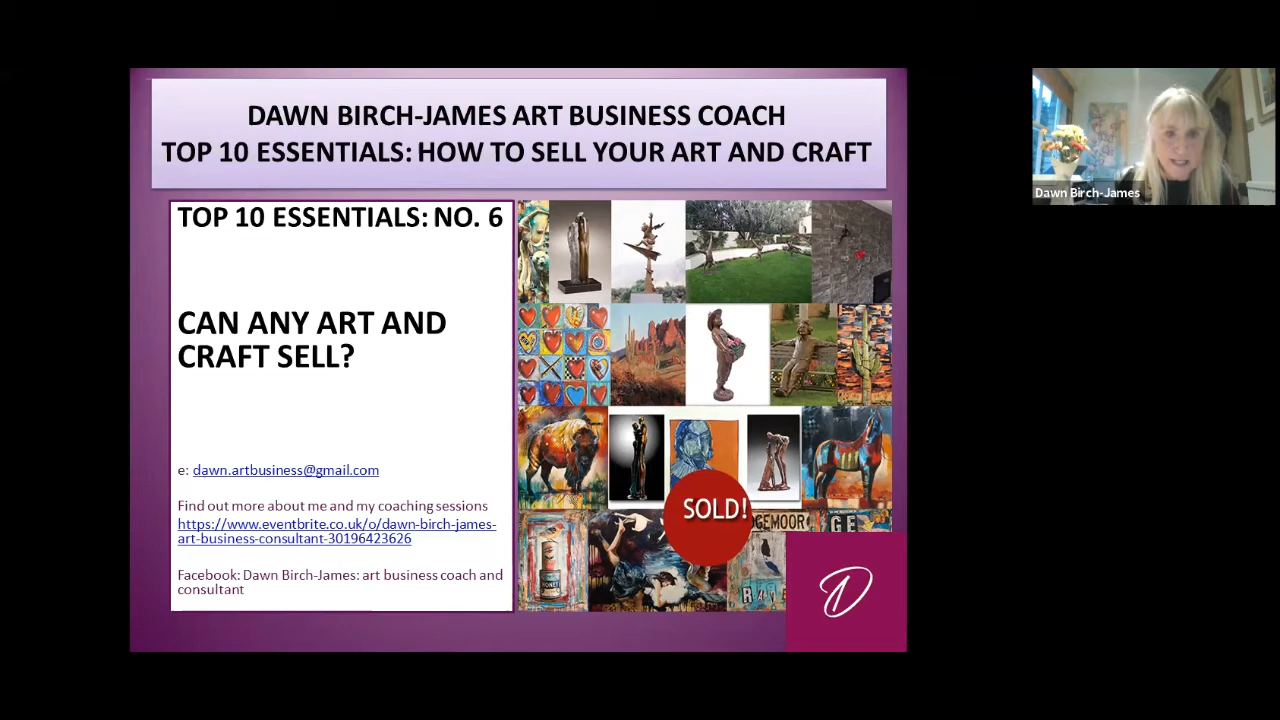 DAWN BIRCH-JAMES ART BUSINESS COACH
TOP 10 ESSENTIALS: HOW TO SELL YOUR ART AND CRAFT
TOP 10 ESSENTIALS: NO. 6
CAN ANY ART AND
CRAFT SELL?
e: dawn.artbusiness@gmail.com
Find out more about me and my coaching sessions
https://www.eventbrite.co.uk/o/dawn-birch-james-
art-business-consultant-30196423626
Facebook: Dawn Birch-James: art business coach and
consultant
SOLD!
D
Dawn Birch-James